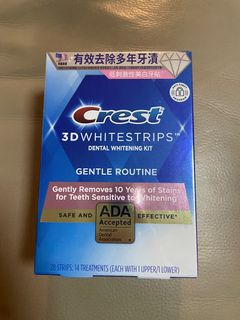 有效去除多年牙漬
低刺激性美白牙貼
Crest
3DWHITESTRIPS™
DENTAL WHITENING KIT
GENTLE ROUTINE
Gently Removes 10 Years of Stains
for Teeth Sensitive to Whitening
SAFE AND EFFECTIVE*
ADA
Accepted
American
Dental
Association
28 STRIPS; 14 TREATMENTS (EACH WITH 1 UPPER/1 LOWER)